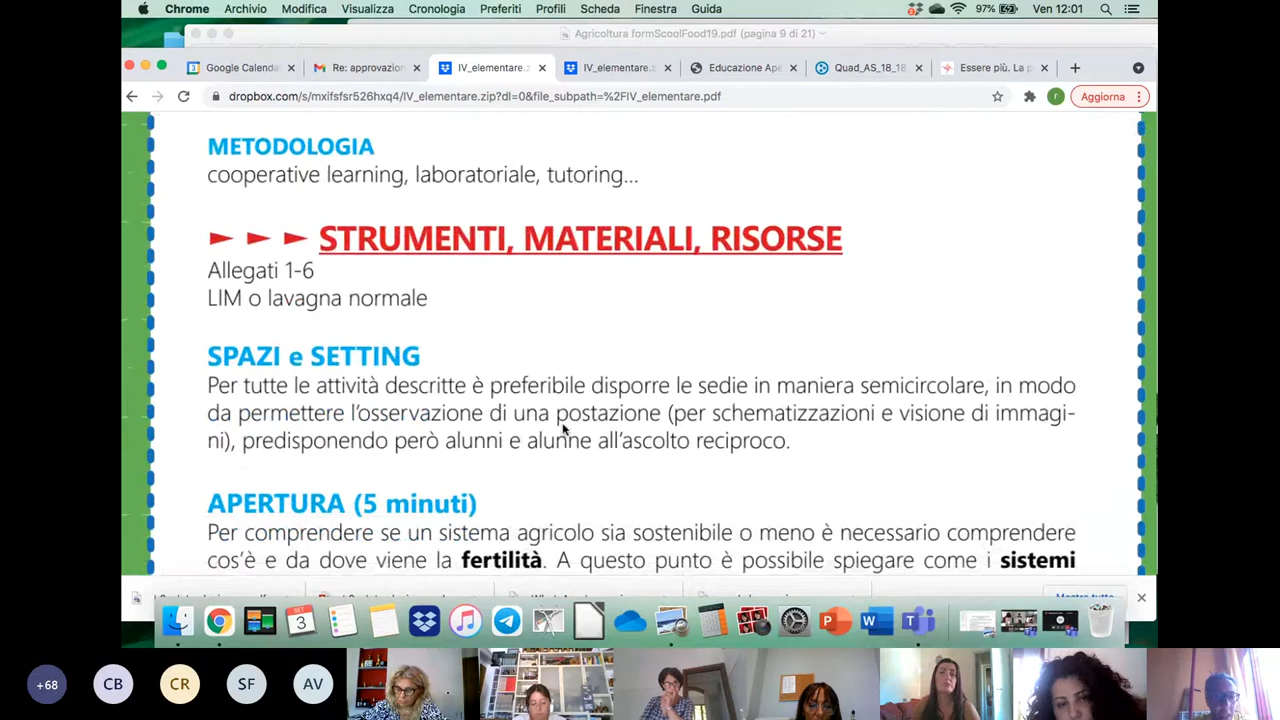 Chrome Archivio Modifica Visualizza Cronologia Preferiti Profili Scheda Finestra Guida 97% Ven 12:01
Agricoltura formScoolFood19.pdf (pagina 9 di 21)
Google Calenda Re: approvazion IV_elementare.z IV_elementare.z Educazione Ape Quad_AS_18_18 Essere più. La p
dropbox.com/s/mxifsfsr526hxq4/IV_elementare.zip?dl=0&file_subpath=%2FIV_elementare.pdf r Aggiorna
METODOLOGIA
cooperative learning, laboratoriale, tutoring...
STRUMENTI, MATERIALI, RISORSE
Allegati 1-6
LIM o lavagna normale
SPAZI e SETTING
Per tutte le attività descritte è preferibile disporre le sedie in maniera semicircolare, in modo
da permettere l'osservazione di una postazione (per schematizzazioni e visione di immagi-
ni), predisponendo però alunni e alunne all'ascolto reciproco.
APERTURA (5 minuti)
Per comprendere se un sistema agricolo sia sostenibile o meno è necessario comprendere
cos'è e da dove viene la fertilità. A questo punto è possibile spiegare come i sistemi
Mostra tutto
SET
3
+68 CB CR SF AV